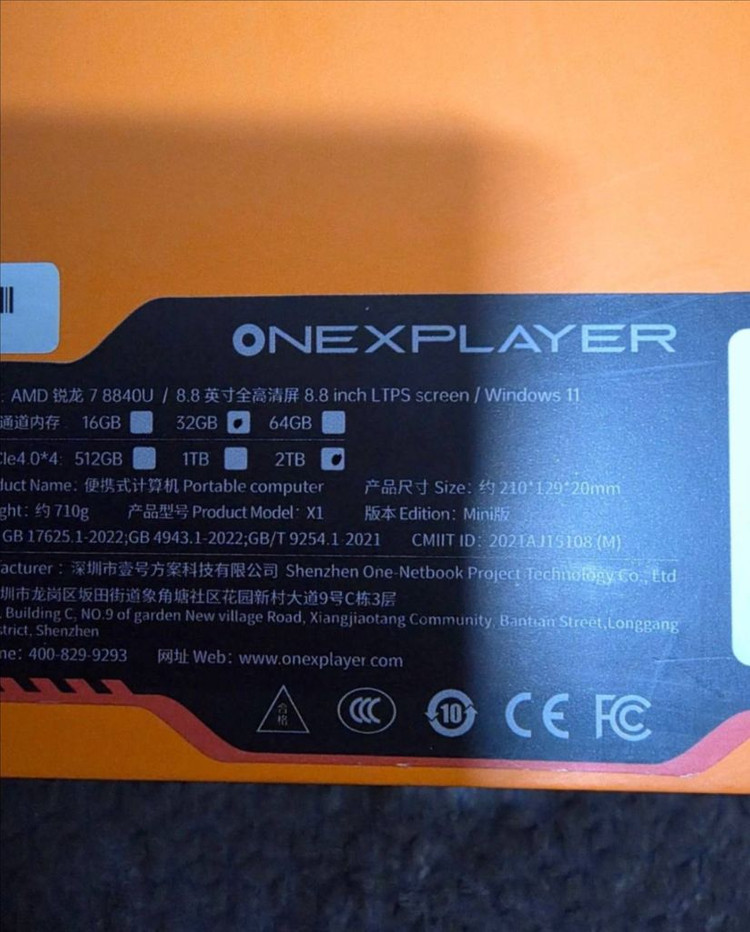 ONEXPLAYER
: AMD 锐龙 7 8840U / 8.8 英寸全高清屏 8.8 inch LTPS screen / Windows 11
通道内存 16GB 32GB 64GB
Ie4.0*4: 512GB 1TB 2TB
duct Name: 便携式计算机 Portable computer 产品尺寸 Size: 约 210*129*20mm
ght: 约 710g 产品型号 Product Model: X1 版本 Edition: Mini版
GB 17625.1-2022;GB 4943.1-2022;GB/T 9254.1-2021 CMIIT ID: 2021AJ15108 (M)
facturer : 深圳市壹号方案科技有限公司 Shenzhen One-Netbook Project Technology Co., Ltd
圳市龙岗区坂田街道象角塘社区花园新村大道9号C栋3层
, Building C, NO.9 of garden New village Road, Xiangjiaotang Community, Bantian Street,Longgang
strict, Shenzhen
ne: 400-829-9293 网址 Web: www.onexplayer.com
合格 CCC 10 CE FC